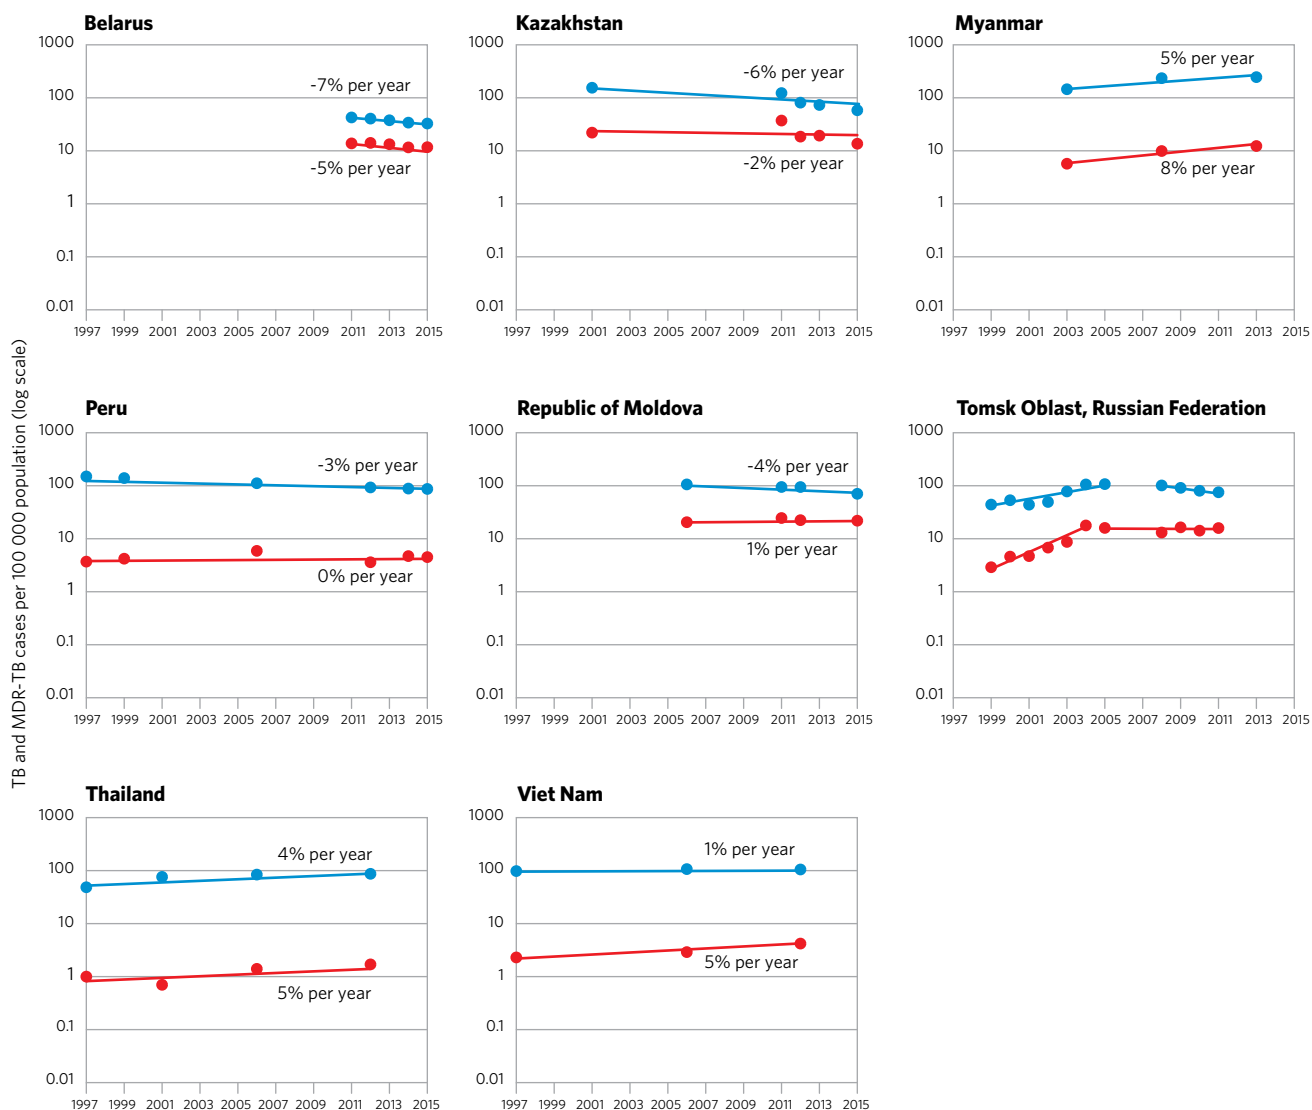 TB and MDR-TB cases per 100 000 population (log scale)
Belarus
1000
100
10
1
0.1
0.01
-7% per year
-5% per year
1997 1999 2001 2003 2005 2007 2009 2011 2013 2015
Kazakhstan
1000
100
10
1
0.1
0.01
-6% per year
-2% per year
1997 1999 2001 2003 2005 2007 2009 2011 2013 2015
Myanmar
1000
100
10
1
0.1
0.01
5% per year
8% per year
1997 1999 2001 2003 2005 2007 2009 2011 2013 2015
Peru
1000
100
10
1
0.1
0.01
-3% per year
0% per year
1997 1999 2001 2003 2005 2007 2009 2011 2013 2015
Republic of Moldova
1000
100
10
1
0.1
0.01
-4% per year
1% per year
1997 1999 2001 2003 2005 2007 2009 2011 2013 2015
Tomsk Oblast, Russian Federation
1000
100
10
1
0.1
0.01
1997 1999 2001 2003 2005 2007 2009 2011 2013 2015
Thailand
1000
100
10
1
0.1
0.01
4% per year
5% per year
1997 1999 2001 2003 2005 2007 2009 2011 2013 2015
Viet Nam
1000
100
10
1
0.1
0.01
1% per year
5% per year
1997 1999 2001 2003 2005 2007 2009 2011 2013 2015